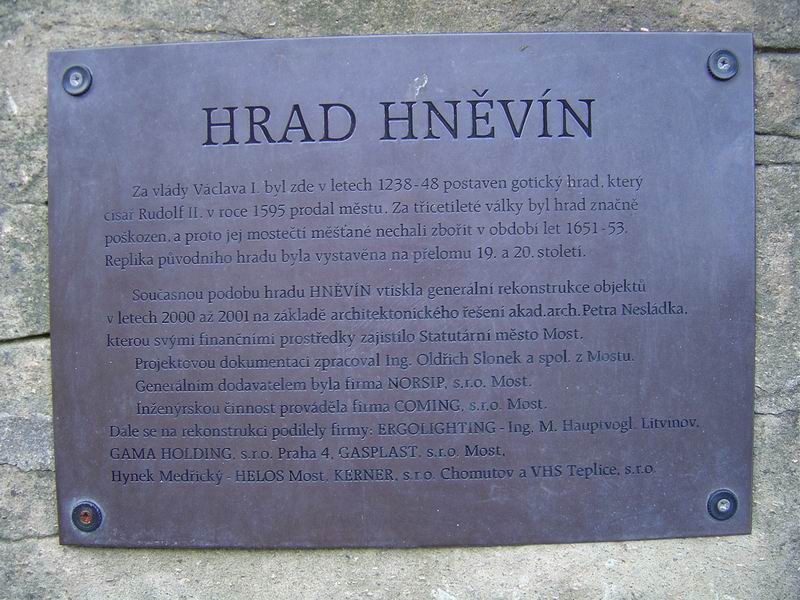 HRAD HNĚVÍN
Za vlády Václava I. byl zde v letech 1238-48 postaven gotický hrad, který
císař Rudolf II. v roce 1595 prodal městu. Za třicetileté války byl hrad značně
poškozen, a proto jej mostečtí měšťané nechali zbořit v období let 1651-53.
Replika původního hradu byla vystavěna na přelomu 19. a 20. století.
Současnou podobu hradu HNĚVÍN vtiskla generální rekonstrukce objektů
v letech 2000 až 2001 na základě architektonického řešení akad.arch. Petra Nesládka,
kterou svými finančními prostředky zajistilo Statutární město Most.
Projektovou dokumentaci zpracoval Ing. Oldřich Slonek a spol. z Mostu.
Generálním dodavatelem byla firma NORSIP, s.r.o. Most.
Inženýrskou činnost prováděla firma COMING, s.r.o. Most.
Dále se na rekonstrukci podílely firmy: ERGOLIGHTING - Ing. M. Hauptvogl Litvínov,
GAMA HOLDING, s.r.o. Praha 4, GASPLAST, s.r.o. Most,
Hynek Medřický - HELOS Most, KERNER, s.r.o. Chomutov a VHS Teplice, s.r.o.